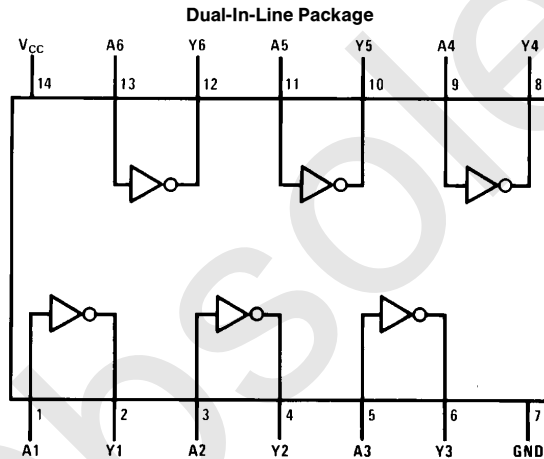 Dual-In-Line Package
VCC A6 Y6 A5 Y5 A4 Y4
14 13 12 11 10 9 8
1 2 3 4 5 6 7
A1 Y1 A2 Y2 A3 Y3 GND